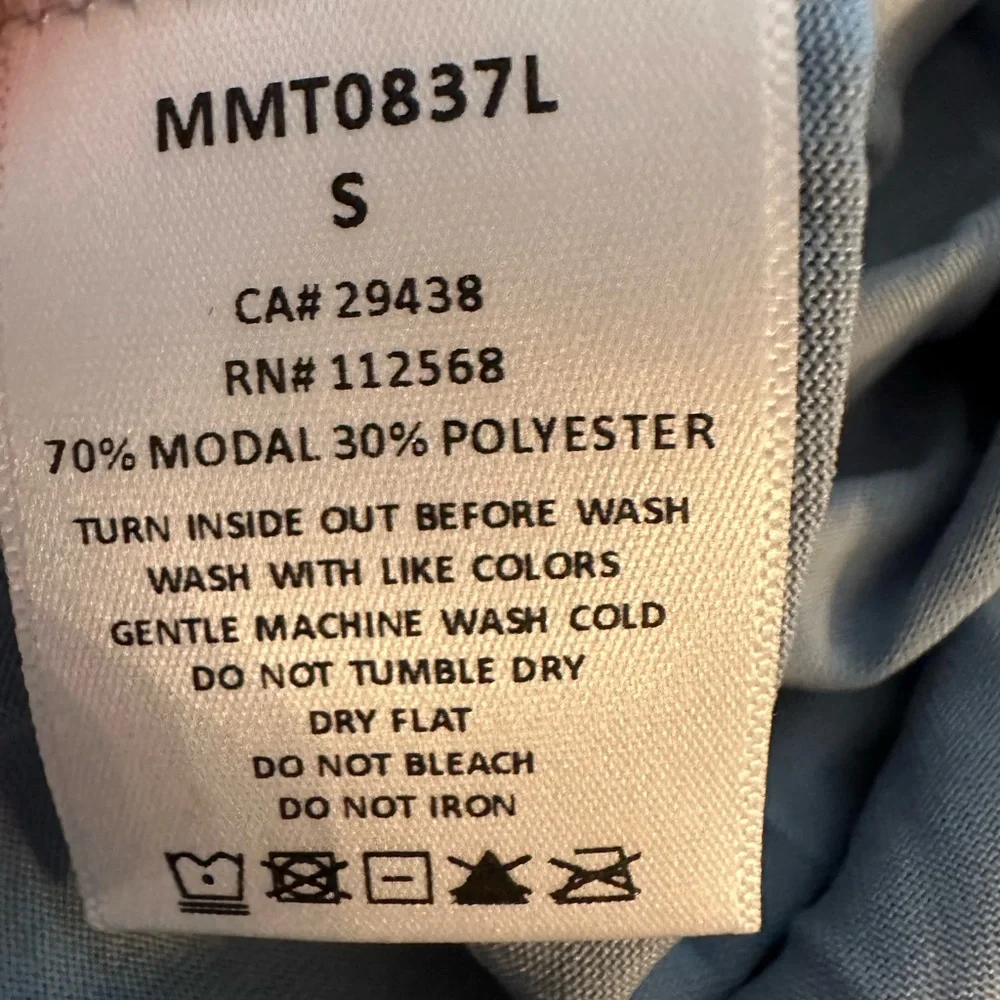 MMT0837L
S
CA# 29438
RN# 112568
70% MODAL 30% POLYESTER
TURN INSIDE OUT BEFORE WASH
WASH WITH LIKE COLORS
GENTLE MACHINE WASH COLD
DO NOT TUMBLE DRY
DRY FLAT
DO NOT BLEACH
DO NOT IRON